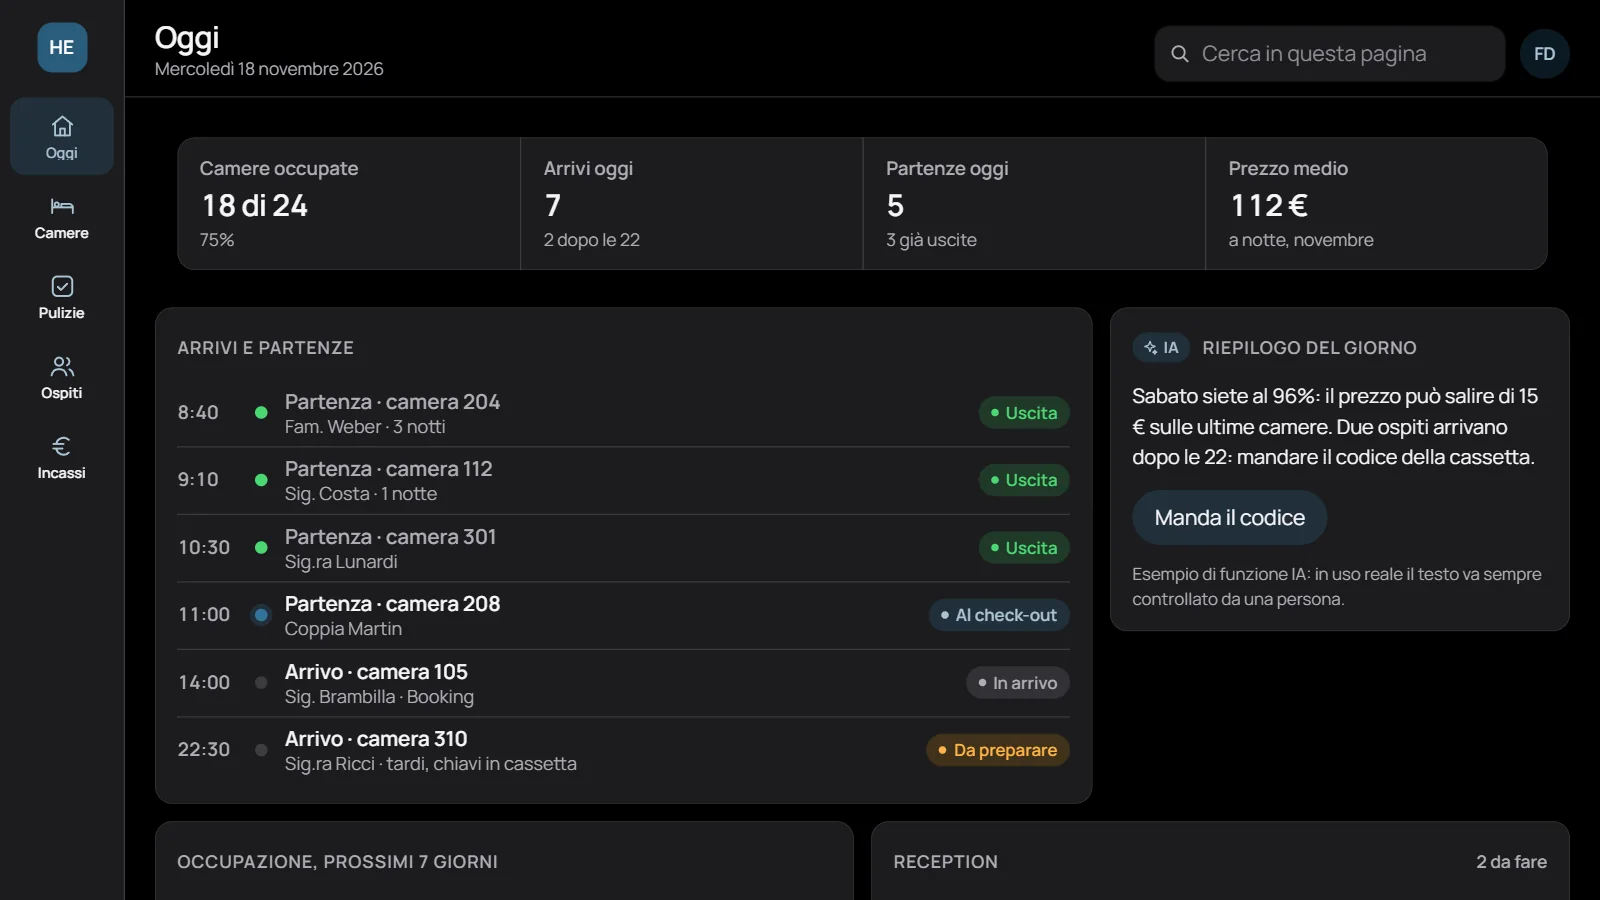 HE
Oggi
Camere
Pulizie
Ospiti
Incassi
Oggi
Mercoledì 18 novembre 2026
Cerca in questa pagina
FD
Camere occupate
18 di 24
75%
Arrivi oggi
7
2 dopo le 22
Partenze oggi
5
3 già uscite
Prezzo medio
112 €
a notte, novembre
ARRIVI E PARTENZE
8:40
Partenza · camera 204
Fam. Weber · 3 notti
Uscita
9:10
Partenza · camera 112
Sig. Costa · 1 notte
Uscita
10:30
Partenza · camera 301
Sig.ra Lunardi
Uscita
11:00
Partenza · camera 208
Coppia Martin
Al check-out
14:00
Arrivo · camera 105
Sig. Brambilla · Booking
In arrivo
22:30
Arrivo · camera 310
Sig.ra Ricci · tardi, chiavi in cassetta
Da preparare
IA
RIEPILOGO DEL GIORNO
Sabato siete al 96%: il prezzo può salire di 15
€ sulle ultime camere. Due ospiti arrivano
dopo le 22: mandare il codice della cassetta.
Manda il codice
Esempio di funzione IA: in uso reale il testo va sempre
controllato da una persona.
OCCUPAZIONE, PROSSIMI 7 GIORNI
RECEPTION
2 da fare